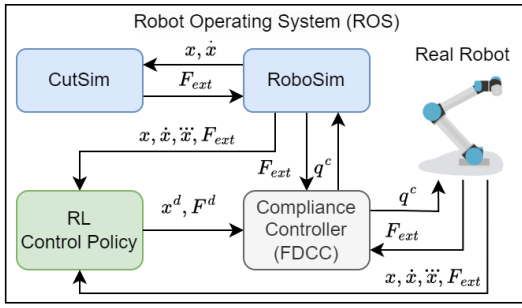 Robot Operating System (ROS)
CutSim
x, ẋ
F_ext
RoboSim
Real Robot
x, ẋ, x⃛, F_ext
F_ext
q^c
RL
Control Policy
x^d, F^d
Compliance
Controller
(FDCC)
q^c
F_ext
x, ẋ, x⃛, F_ext